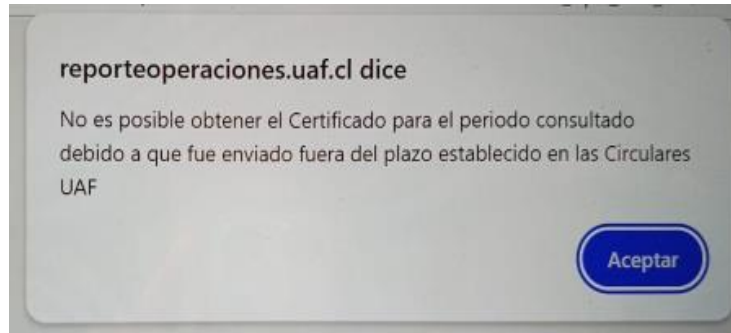 reporteoperaciones.uaf.cl dice
No es posible obtener el Certificado para el periodo consultado
debido a que fue enviado fuera del plazo establecido en las Circulares
UAF
Aceptar